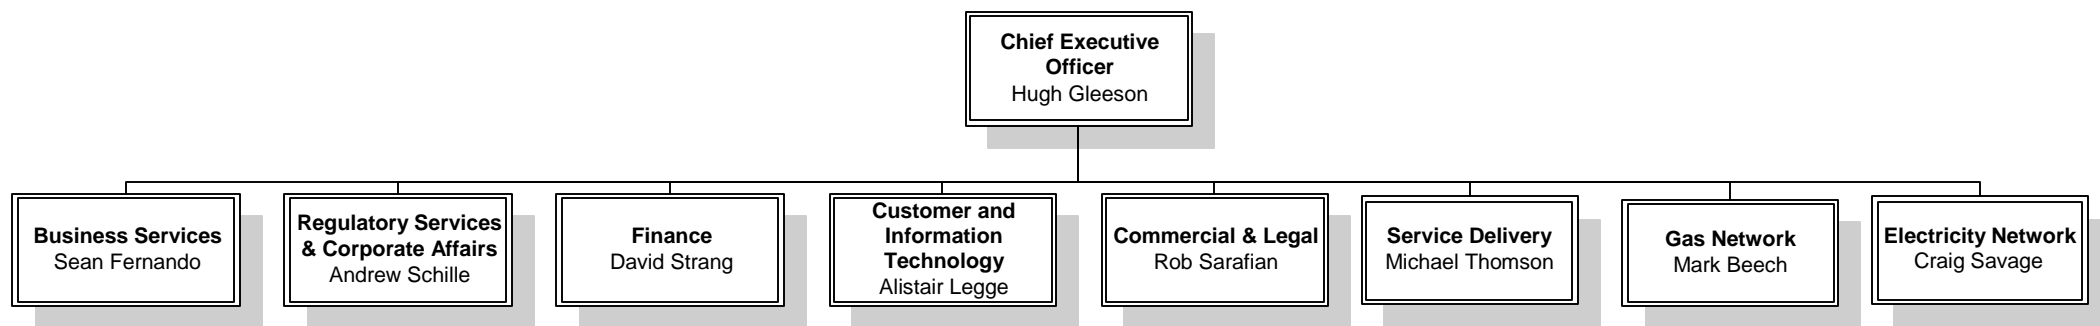 Chief Executive
Officer
Hugh Gleeson
Business Services
Sean Fernando
Regulatory Services
& Corporate Affairs
Andrew Schille
Finance
David Strang
Customer and
Information
Technology
Alistair Legge
Commercial & Legal
Rob Sarafian
Service Delivery
Michael Thomson
Gas Network
Mark Beech
Electricity Network
Craig Savage